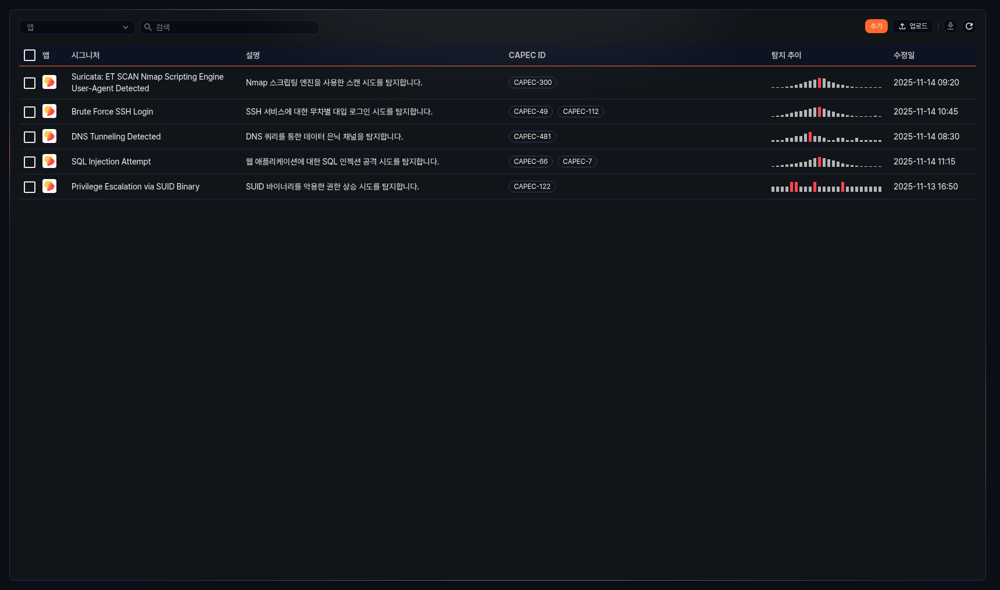 앱
검색
추가
업로드
앱 시그니처 설명 CAPEC ID 탐지 추이 수정일
Suricata: ET SCAN Nmap Scripting Engine
User-Agent Detected
Nmap 스크립팅 엔진을 사용한 스캔 시도를 탐지합니다.
CAPEC-300
2025-11-14 09:20
Brute Force SSH Login
SSH 서비스에 대한 무차별 대입 로그인 시도를 탐지합니다.
CAPEC-49 CAPEC-112
2025-11-14 10:45
DNS Tunneling Detected
DNS 쿼리를 통한 데이터 은닉 채널을 탐지합니다.
CAPEC-481
2025-11-14 08:30
SQL Injection Attempt
웹 애플리케이션에 대한 SQL 인젝션 공격 시도를 탐지합니다.
CAPEC-66 CAPEC-7
2025-11-14 11:15
Privilege Escalation via SUID Binary
SUID 바이너리를 악용한 권한 상승 시도를 탐지합니다.
CAPEC-122
2025-11-13 16:50